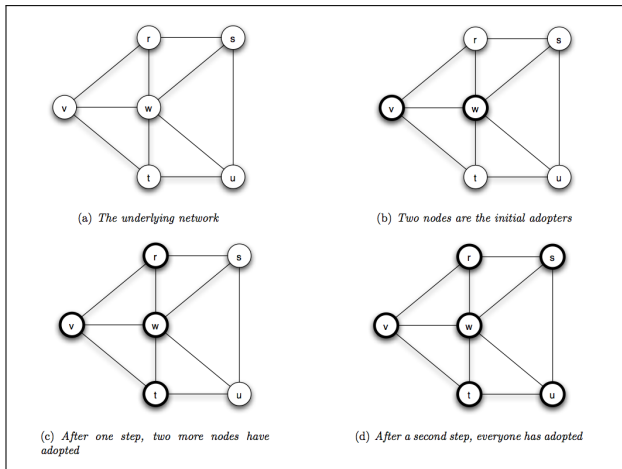 r s
v w
t u
(a) The underlying network
r s
v w
t u
(b) Two nodes are the initial adopters
r s
v w
t u
(c) After one step, two more nodes have
adopted
r s
v w
t u
(d) After a second step, everyone has adopted